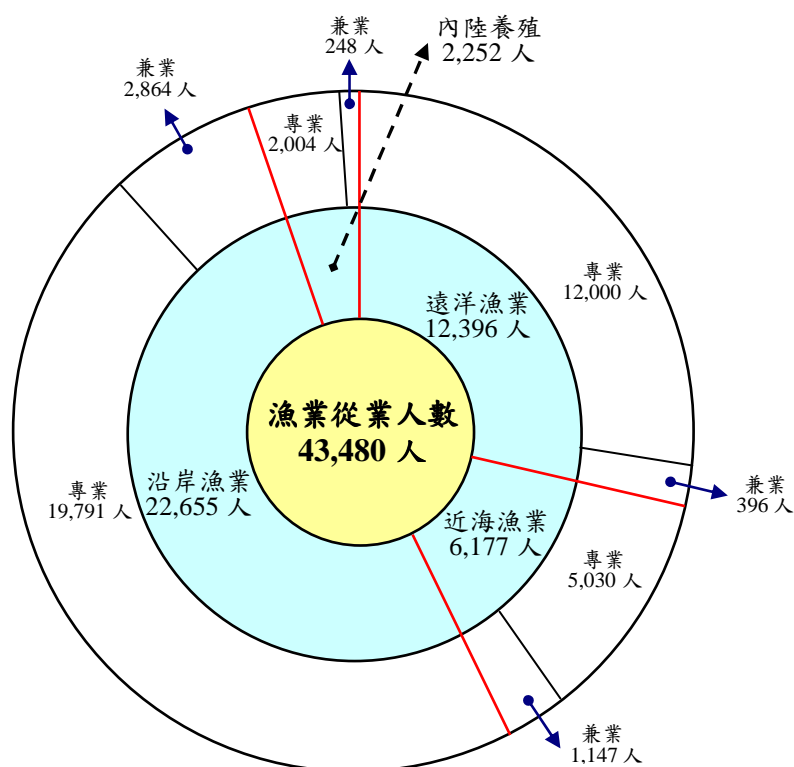 兼業
248 人
內陸養殖
2,252 人
兼業
2,864 人
專業
2,004 人
專業
12,000 人
遠洋漁業
12,396 人
漁業從業人數
43,480 人
專業
19,791 人
沿岸漁業
22,655 人
兼業
396 人
近海漁業
6,177 人
專業
5,030 人
兼業
1,147 人